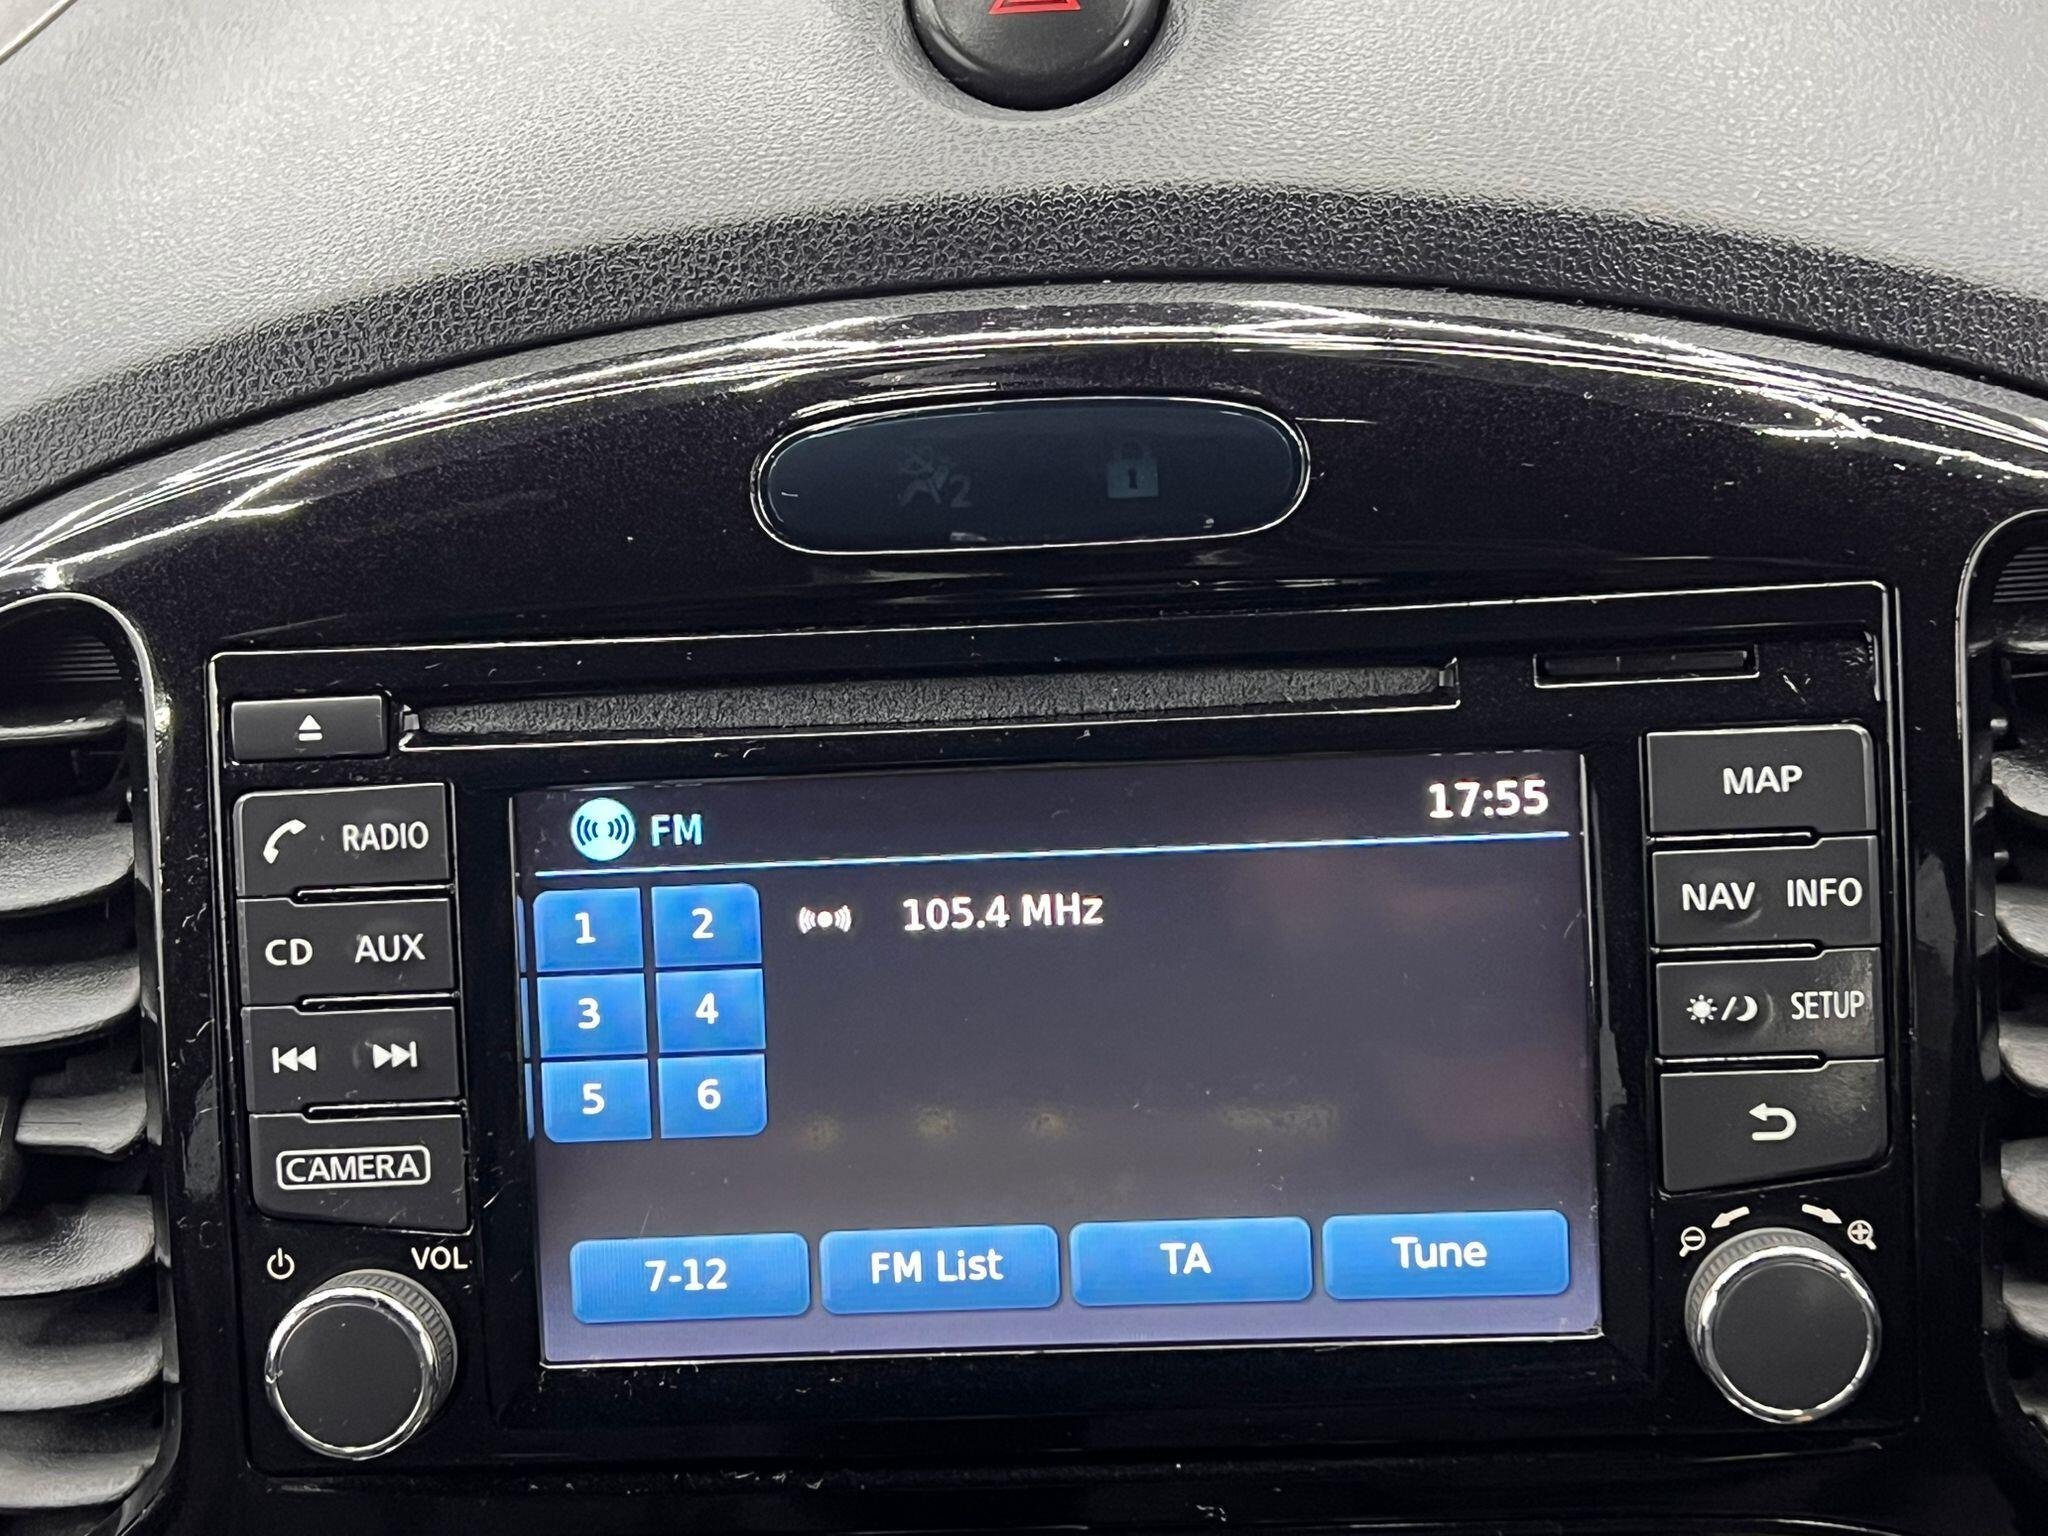 2
FM 17:55
105.4 MHz
1 2
3 4
5 6
7-12 FM List TA Tune
RADIO
CD AUX
CAMERA
VOL
MAP
NAV INFO
SETUP